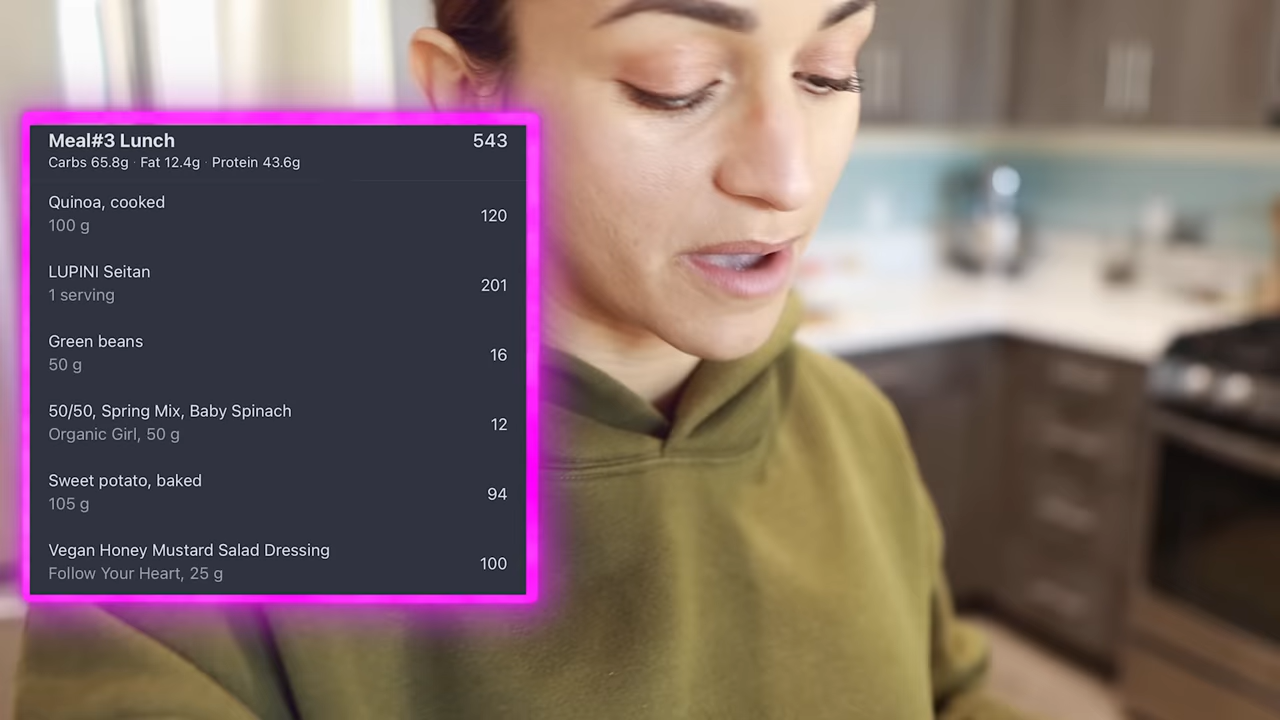 Meal#3 Lunch 543
Carbs 65.8g · Fat 12.4g · Protein 43.6g
Quinoa, cooked 120
100 g
LUPINI Seitan 201
1 serving
Green beans 16
50 g
50/50, Spring Mix, Baby Spinach 12
Organic Girl, 50 g
Sweet potato, baked 94
105 g
Vegan Honey Mustard Salad Dressing 100
Follow Your Heart, 25 g